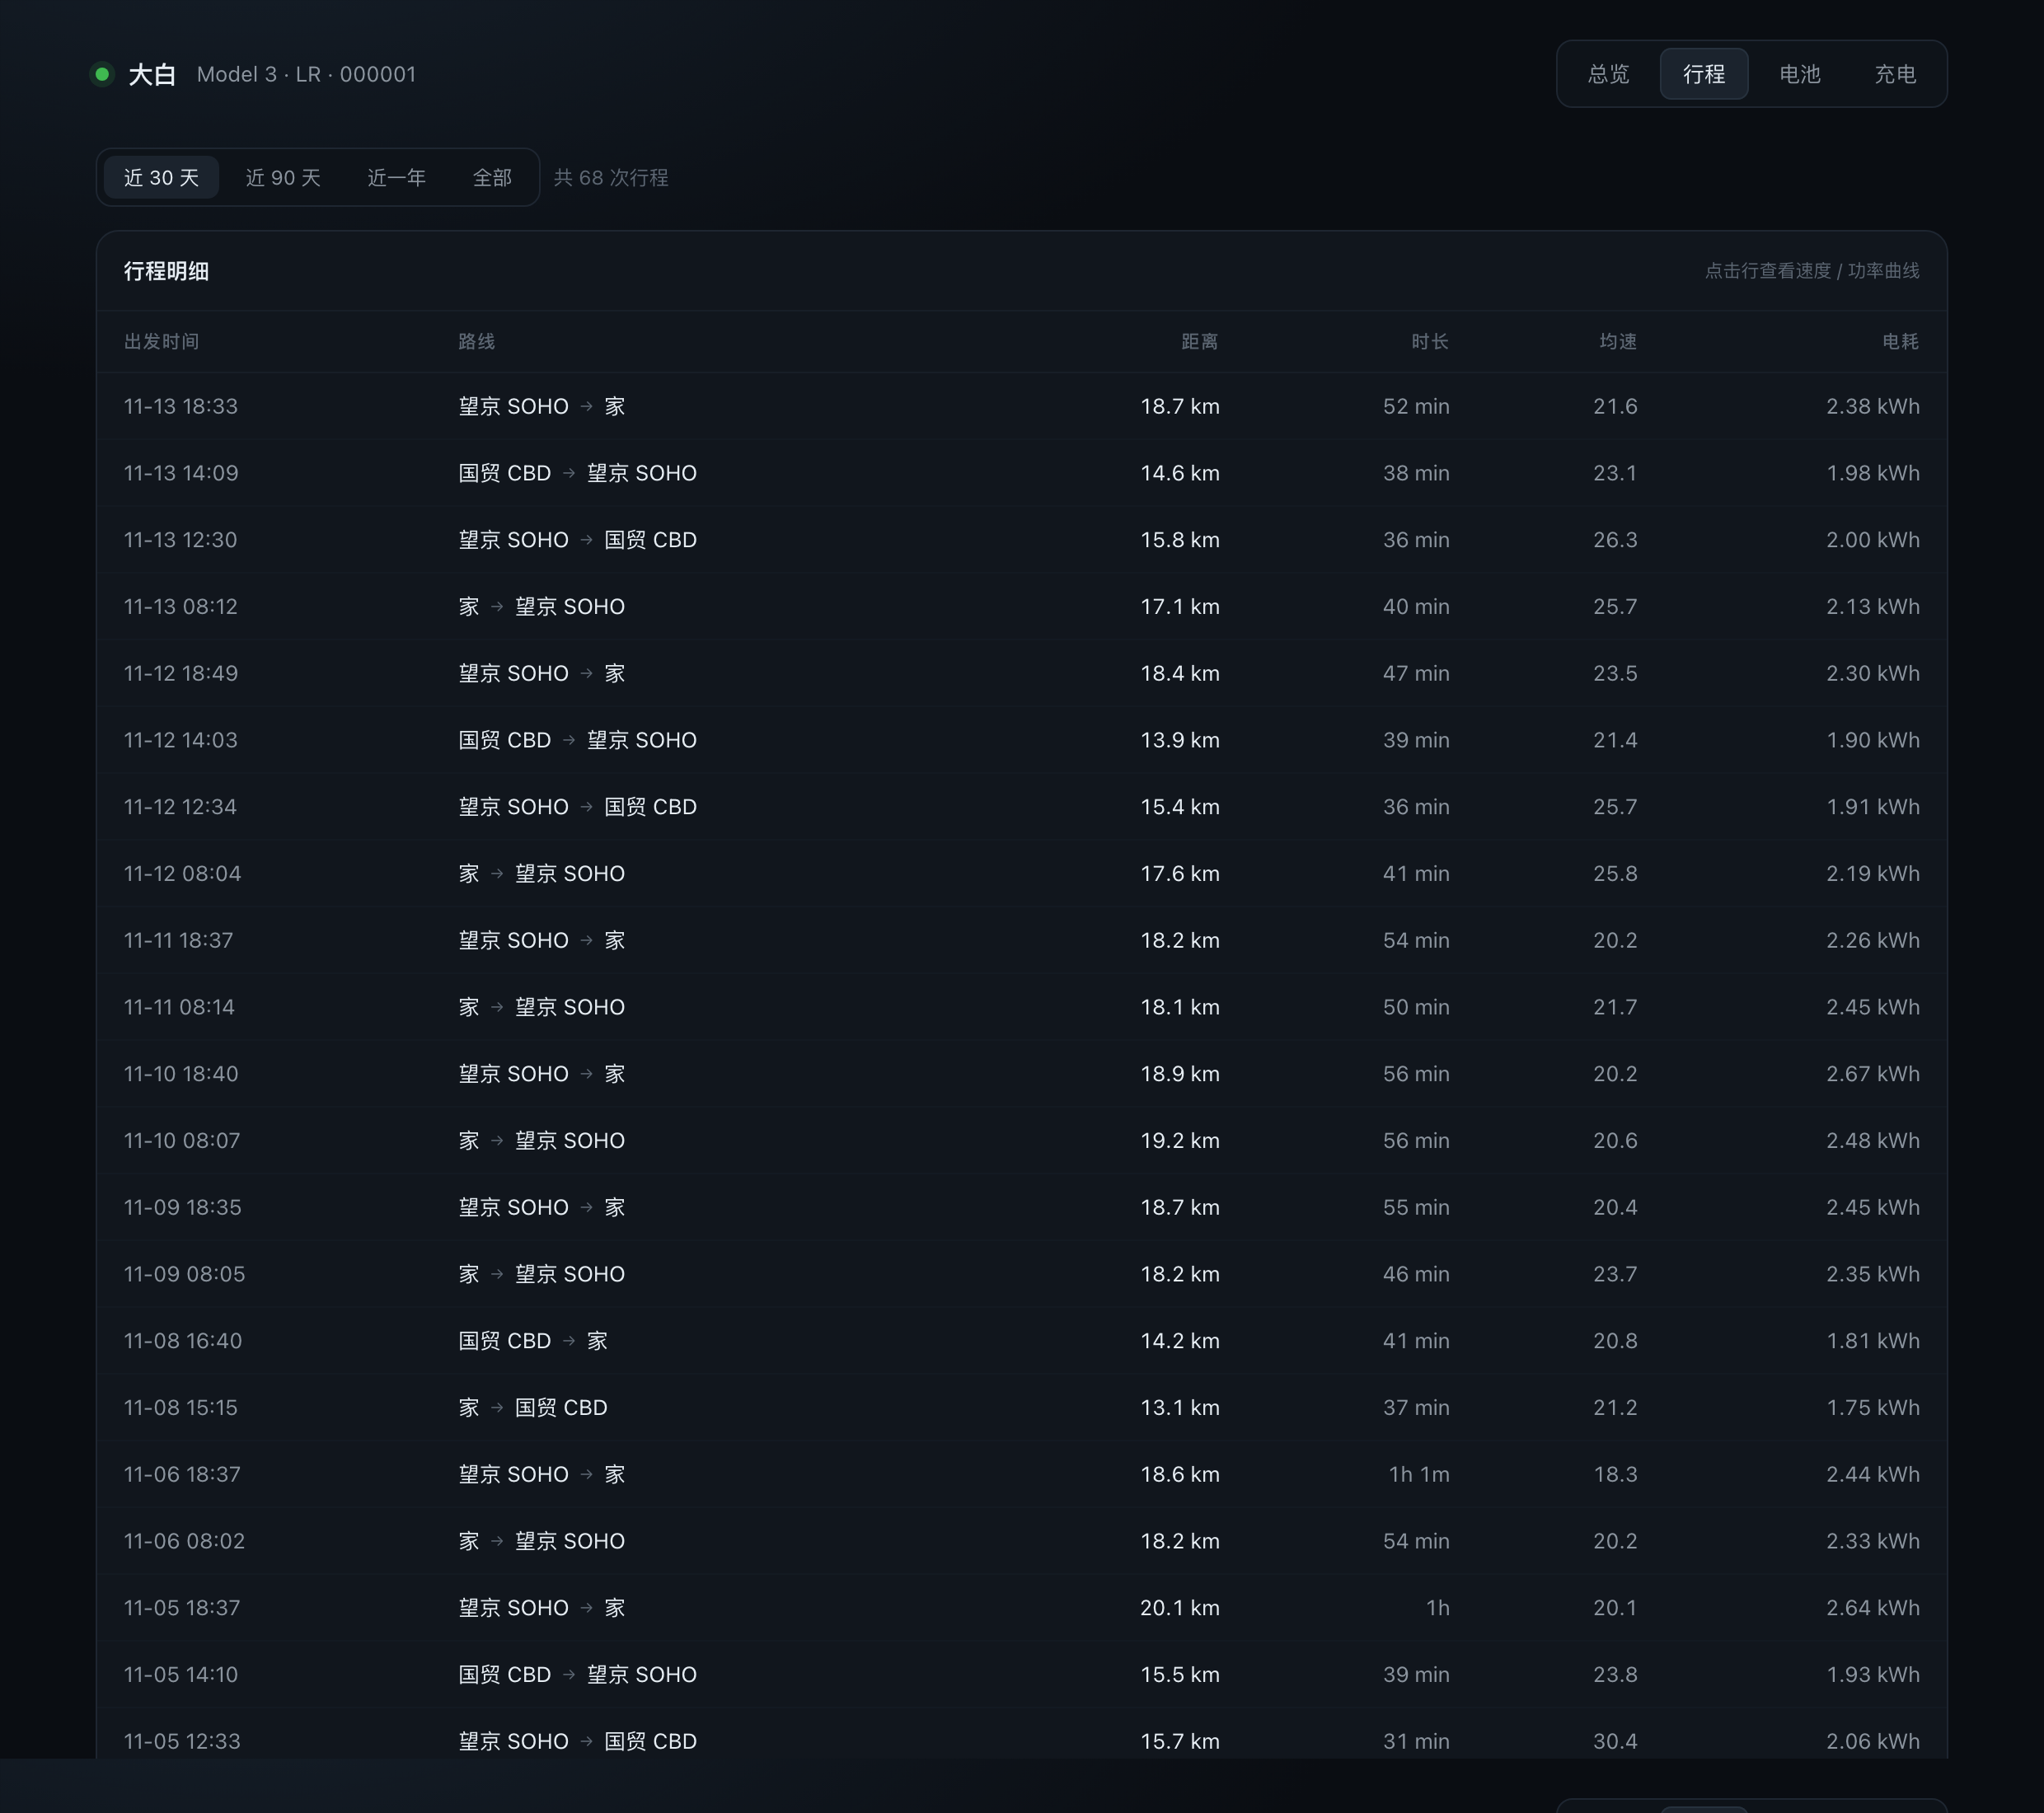 大白 Model 3 · LR · 000001 总览 行程 电池 充电
近 30 天 近 90 天 近一年 全部 共 68 次行程
行程明细 点击行查看速度 / 功率曲线
出发时间 路线 距离 时长 均速 电耗
11-13 18:33 望京 SOHO → 家 18.7 km 52 min 21.6 2.38 kWh
11-13 14:09 国贸 CBD → 望京 SOHO 14.6 km 38 min 23.1 1.98 kWh
11-13 12:30 望京 SOHO → 国贸 CBD 15.8 km 36 min 26.3 2.00 kWh
11-13 08:12 家 → 望京 SOHO 17.1 km 40 min 25.7 2.13 kWh
11-12 18:49 望京 SOHO → 家 18.4 km 47 min 23.5 2.30 kWh
11-12 14:03 国贸 CBD → 望京 SOHO 13.9 km 39 min 21.4 1.90 kWh
11-12 12:34 望京 SOHO → 国贸 CBD 15.4 km 36 min 25.7 1.91 kWh
11-12 08:04 家 → 望京 SOHO 17.6 km 41 min 25.8 2.19 kWh
11-11 18:37 望京 SOHO → 家 18.2 km 54 min 20.2 2.26 kWh
11-11 08:14 家 → 望京 SOHO 18.1 km 50 min 21.7 2.45 kWh
11-10 18:40 望京 SOHO → 家 18.9 km 56 min 20.2 2.67 kWh
11-10 08:07 家 → 望京 SOHO 19.2 km 56 min 20.6 2.48 kWh
11-09 18:35 望京 SOHO → 家 18.7 km 55 min 20.4 2.45 kWh
11-09 08:05 家 → 望京 SOHO 18.2 km 46 min 23.7 2.35 kWh
11-08 16:40 国贸 CBD → 家 14.2 km 41 min 20.8 1.81 kWh
11-08 15:15 家 → 国贸 CBD 13.1 km 37 min 21.2 1.75 kWh
11-06 18:37 望京 SOHO → 家 18.6 km 1h 1m 18.3 2.44 kWh
11-06 08:02 家 → 望京 SOHO 18.2 km 54 min 20.2 2.33 kWh
11-05 18:37 望京 SOHO → 家 20.1 km 1h 20.1 2.64 kWh
11-05 14:10 国贸 CBD → 望京 SOHO 15.5 km 39 min 23.8 1.93 kWh
11-05 12:33 望京 SOHO → 国贸 CBD 15.7 km 31 min 30.4 2.06 kWh